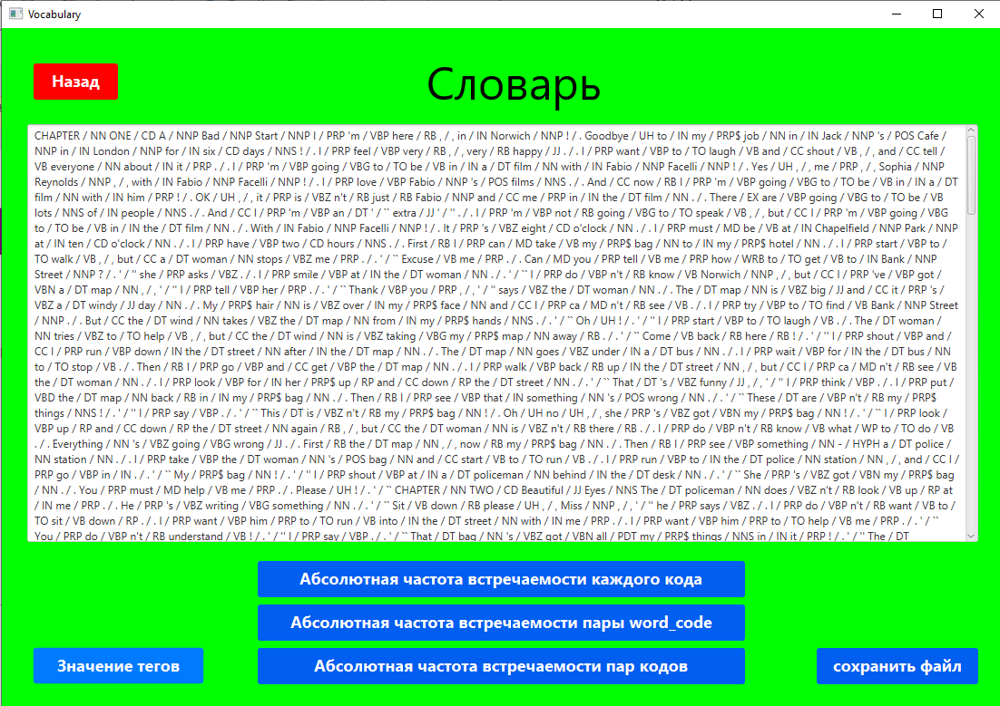 Vocabulary
Назад
Словарь
CHAPTER / NN ONE / CD A / NNP Bad / NNP Start / NNP I / PRP 'm / VBP here / RB , / , in / IN Norwich / NNP ! / . Goodbye / UH to / IN my / PRP$ job / NN in / IN Jack / NNP 's / POS Cafe /
NNP in / IN London / NNP for / IN six / CD days / NNS ! / . I / PRP feel / VBP very / RB , / , very / RB happy / JJ . / . I / PRP want / VBP to / TO laugh / VB and / CC shout / VB , / , and / CC tell
/ VB everyone / NN about / IN it / PRP . / . I / PRP 'm / VBP going / VBG to / TO be / VB in / IN a / DT film / NN with / IN Fabio / NNP Facelli / NNP ! / . Yes / UH , / , me / PRP , / , Sophia / NNP
Reynolds / NNP , / , with / IN Fabio / NNP Facelli / NNP ! / . I / PRP love / VBP Fabio / NNP 's / POS films / NNS . / . And / CC now / RB I / PRP 'm / VBP going / VBG to / TO be / VB in / IN a / DT
film / NN with / IN him / PRP ! / . OK / UH , / , it / PRP is / VBZ n't / RB just / RB Fabio / NNP and / CC me / PRP in / IN the / DT film / NN . / . There / EX are / VBP going / VBG to / TO be / VB
lots / NNS of / IN people / NNS . / . And / CC I / PRP 'm / VBP an / DT ' / `` extra / JJ ' / '' . / . I / PRP 'm / VBP not / RB going / VBG to / TO speak / VB , / , but / CC I / PRP 'm / VBP going / VBG
to / TO be / VB in / IN the / DT film / NN . / . With / IN Fabio / NNP Facelli / NNP ! / . It / PRP 's / VBZ eight / CD o'clock / NN . / . I / PRP must / MD be / VB at / IN Chapelfield / NNP Park / NNP
at / IN ten / CD o'clock / NN . / . I / PRP have / VBP two / CD hours / NNS . / . First / RB I / PRP can / MD take / VB my / PRP$ bag / NN to / IN my / PRP$ hotel / NN . / . I / PRP start / VBP to /
TO walk / VB , / , but / CC a / DT woman / NN stops / VBZ me / PRP . / . ' / `` Excuse / VB me / PRP . / . Can / MD you / PRP tell / VB me / PRP how / WRB to / TO get / VB to / IN Bank / NNP
Street / NNP ? / . ' / '' she / PRP asks / VBZ . / . I / PRP smile / VBP at / IN the / DT woman / NN . / . ' / `` I / PRP do / VBP n't / RB know / VB Norwich / NNP , / , but / CC I / PRP 've / VBP got /
VBN a / DT map / NN , / , ' / '' I / PRP tell / VBP her / PRP . / . ' / `` Thank / VBP you / PRP , / , ' / '' says / VBZ the / DT woman / NN . / . The / DT map / NN is / VBZ big / JJ and / CC it / PRP 's /
VBZ a / DT windy / JJ day / NN . / . My / PRP$ hair / NN is / VBZ over / IN my / PRP$ face / NN and / CC I / PRP ca / MD n't / RB see / VB . / . I / PRP try / VBP to / TO find / VB Bank / NNP Street
/ NNP . / . But / CC the / DT wind / NN takes / VBZ the / DT map / NN from / IN my / PRP$ hands / NNS . / . ' / `` Oh / UH ! / . ' / '' I / PRP start / VBP to / TO laugh / VB . / . The / DT woman /
NN tries / VBZ to / TO help / VB , / , but / CC the / DT wind / NN is / VBZ taking / VBG my / PRP$ map / NN away / RB . / . ' / `` Come / VB back / RB here / RB ! / . ' / '' I / PRP shout / VBP and /
CC I / PRP run / VBP down / IN the / DT street / NN after / IN the / DT map / NN . / . The / DT map / NN goes / VBZ under / IN a / DT bus / NN . / . I / PRP wait / VBP for / IN the / DT bus / NN
to / TO stop / VB . / . Then / RB I / PRP go / VBP and / CC get / VBP the / DT map / NN . / . I / PRP walk / VBP back / RB up / IN the / DT street / NN , / , but / CC I / PRP ca / MD n't / RB see / VB
the / DT woman / NN . / . I / PRP look / VBP for / IN her / PRP$ up / RP and / CC down / RP the / DT street / NN . / . ' / `` That / DT 's / VBZ funny / JJ , / , ' / '' I / PRP think / VBP . / . I / PRP put /
VBD the / DT map / NN back / RB in / IN my / PRP$ bag / NN . / . Then / RB I / PRP see / VBP that / IN something / NN 's / POS wrong / NN . / . ' / `` These / DT are / VBP n't / RB my / PRP$
things / NNS ! / . ' / '' I / PRP say / VBP . / . ' / `` This / DT is / VBZ n't / RB my / PRP$ bag / NN ! / . Oh / UH no / UH , / , she / PRP 's / VBZ got / VBN my / PRP$ bag / NN ! / . ' / `` I / PRP look /
VBP up / RP and / CC down / RP the / DT street / NN again / RB , / , but / CC the / DT woman / NN is / VBZ n't / RB there / RB . / . I / PRP do / VBP n't / RB know / VB what / WP to / TO do / VB
. / . Everything / NN 's / VBZ going / VBG wrong / JJ . / . First / RB the / DT map / NN , / , now / RB my / PRP$ bag / NN . / . Then / RB I / PRP see / VBP something / NN - / HYPH a / DT police
/ NN station / NN . / . I / PRP take / VBP the / DT woman / NN 's / POS bag / NN and / CC start / VB to / TO run / VB . / . I / PRP run / VBP to / IN the / DT police / NN station / NN , / , and / CC I /
PRP go / VBP in / IN . / . ' / `` My / PRP$ bag / NN ! / . ' / '' I / PRP shout / VBP at / IN a / DT policeman / NN behind / IN the / DT desk / NN . / . ' / `` She / PRP 's / VBZ got / VBN my / PRP$ bag
/ NN . / . You / PRP must / MD help / VB me / PRP . / . Please / UH ! / . ' / `` CHAPTER / NN TWO / CD Beautiful / JJ Eyes / NNS The / DT policeman / NN does / VBZ n't / RB look / VB up / RP at
/ IN me / PRP . / . He / PRP 's / VBZ writing / VBG something / NN . / . ' / `` Sit / VB down / RB please / UH , / , Miss / NNP , / , ' / '' he / PRP says / VBZ . / . I / PRP do / VBP n't / RB want / VB to /
TO sit / VB down / RP . / . I / PRP want / VBP him / PRP to / TO run / VB into / IN the / DT street / NN with / IN me / PRP . / . I / PRP want / VBP him / PRP to / TO help / VB me / PRP . / . ' / ``
You / PRP do / VBP n't / RB understand / VB ! / . ' / '' I / PRP say / VBP . / . ' / `` That / DT bag / NN 's / VBZ got / VBN all / PDT my / PRP$ things / NNS in / IN it / PRP ! / . ' / '' The / DT
Абсолютная частота встречаемости каждого кода
Абсолютная частота встречаемости пары word_code
Значение тегов
Абсолютная частота встречаемости пар кодов
сохранить файл